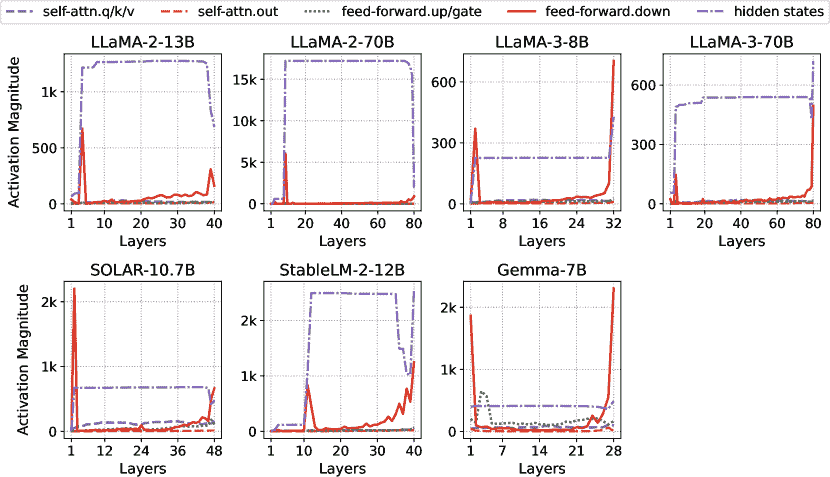 self-attn.q/k/v self-attn.out feed-forward.up/gate feed-forward.down hidden states
LLaMA-2-13B LLaMA-2-70B LLaMA-3-8B LLaMA-3-70B
Activation Magnitude
1k
500
0
1 10 20 30 40
Layers
15k
10k
5k
0
1 20 40 60 80
Layers
600
300
0
1 8 16 24 32
Layers
600
300
0
1 20 40 60 80
Layers
SOLAR-10.7B StableLM-2-12B Gemma-7B
Activation Magnitude
2k
1k
0
1 12 24 36 48
Layers
2k
1k
0
1 10 20 30 40
Layers
2k
1k
0
1 7 14 21 28
Layers